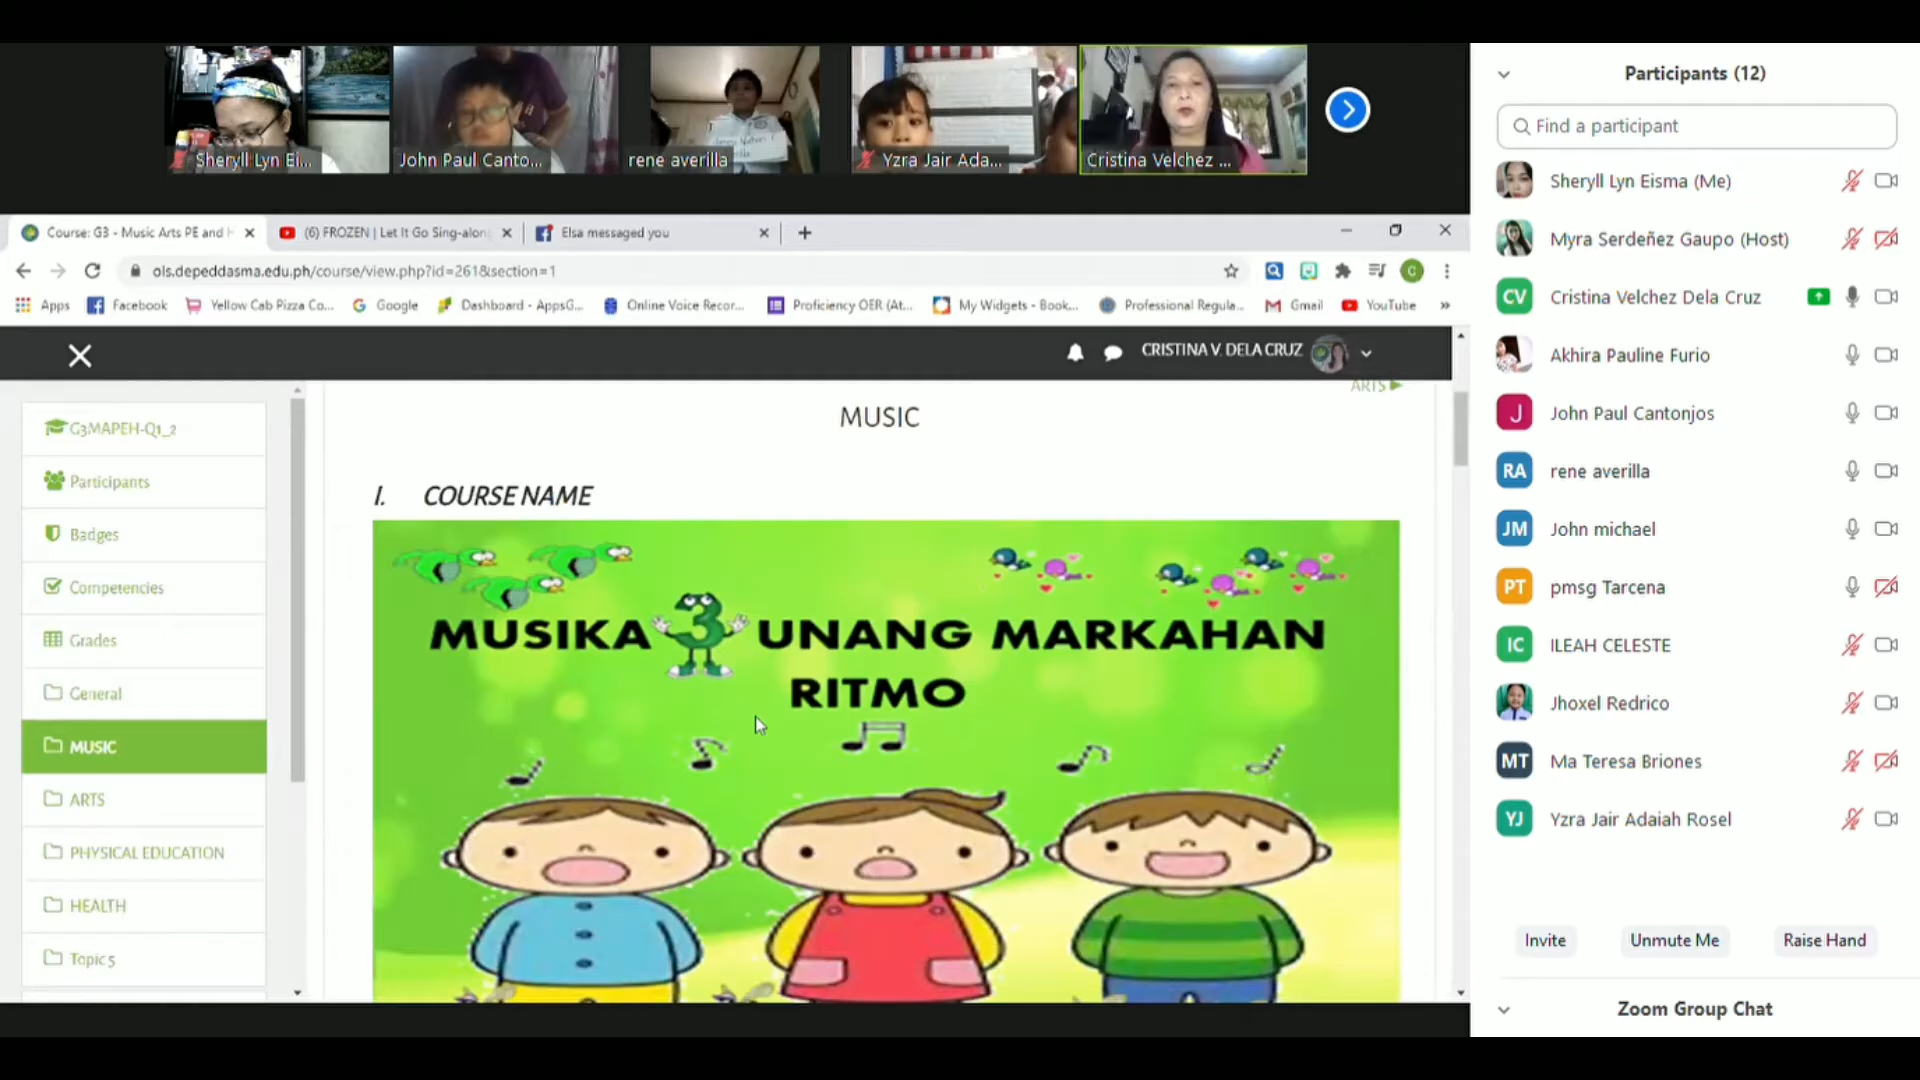 Sheryll Lyn Ei...
John Paul Canto...
rene averilla
Yzra Jair Ada...
Cristina Velchez ...
Course: G3 - Music Arts PE and H
(6) FROZEN | Let It Go Sing-along
Elsa messaged you
ols.depeddasma.edu.ph/course/view.php?id=261&section=1
C
Apps
Facebook
Yellow Cab Pizza Co...
Google
Dashboard - AppsG...
Online Voice Recor...
Proficiency OER (At...
My Widgets - Book...
Professional Regula...
Gmail
YouTube
»
CRISTINA V. DELA CRUZ
ARTS ▶
G3MAPEH-Q1_2
Participants
Badges
Competencies
Grades
General
MUSIC
ARTS
PHYSICAL EDUCATION
HEALTH
Topic 5
MUSIC
I. COURSE NAME
MUSIKA 3 UNANG MARKAHAN
RITMO
Participants (12)
Find a participant
Sheryll Lyn Eisma (Me)
Myra Serdeñez Gaupo (Host)
CV Cristina Velchez Dela Cruz
Akhira Pauline Furio
J John Paul Cantonjos
RA rene averilla
JM John michael
PT pmsg Tarcena
IC ILEAH CELESTE
Jhoxel Redrico
MT Ma Teresa Briones
YJ Yzra Jair Adaiah Rosel
Invite
Unmute Me
Raise Hand
Zoom Group Chat